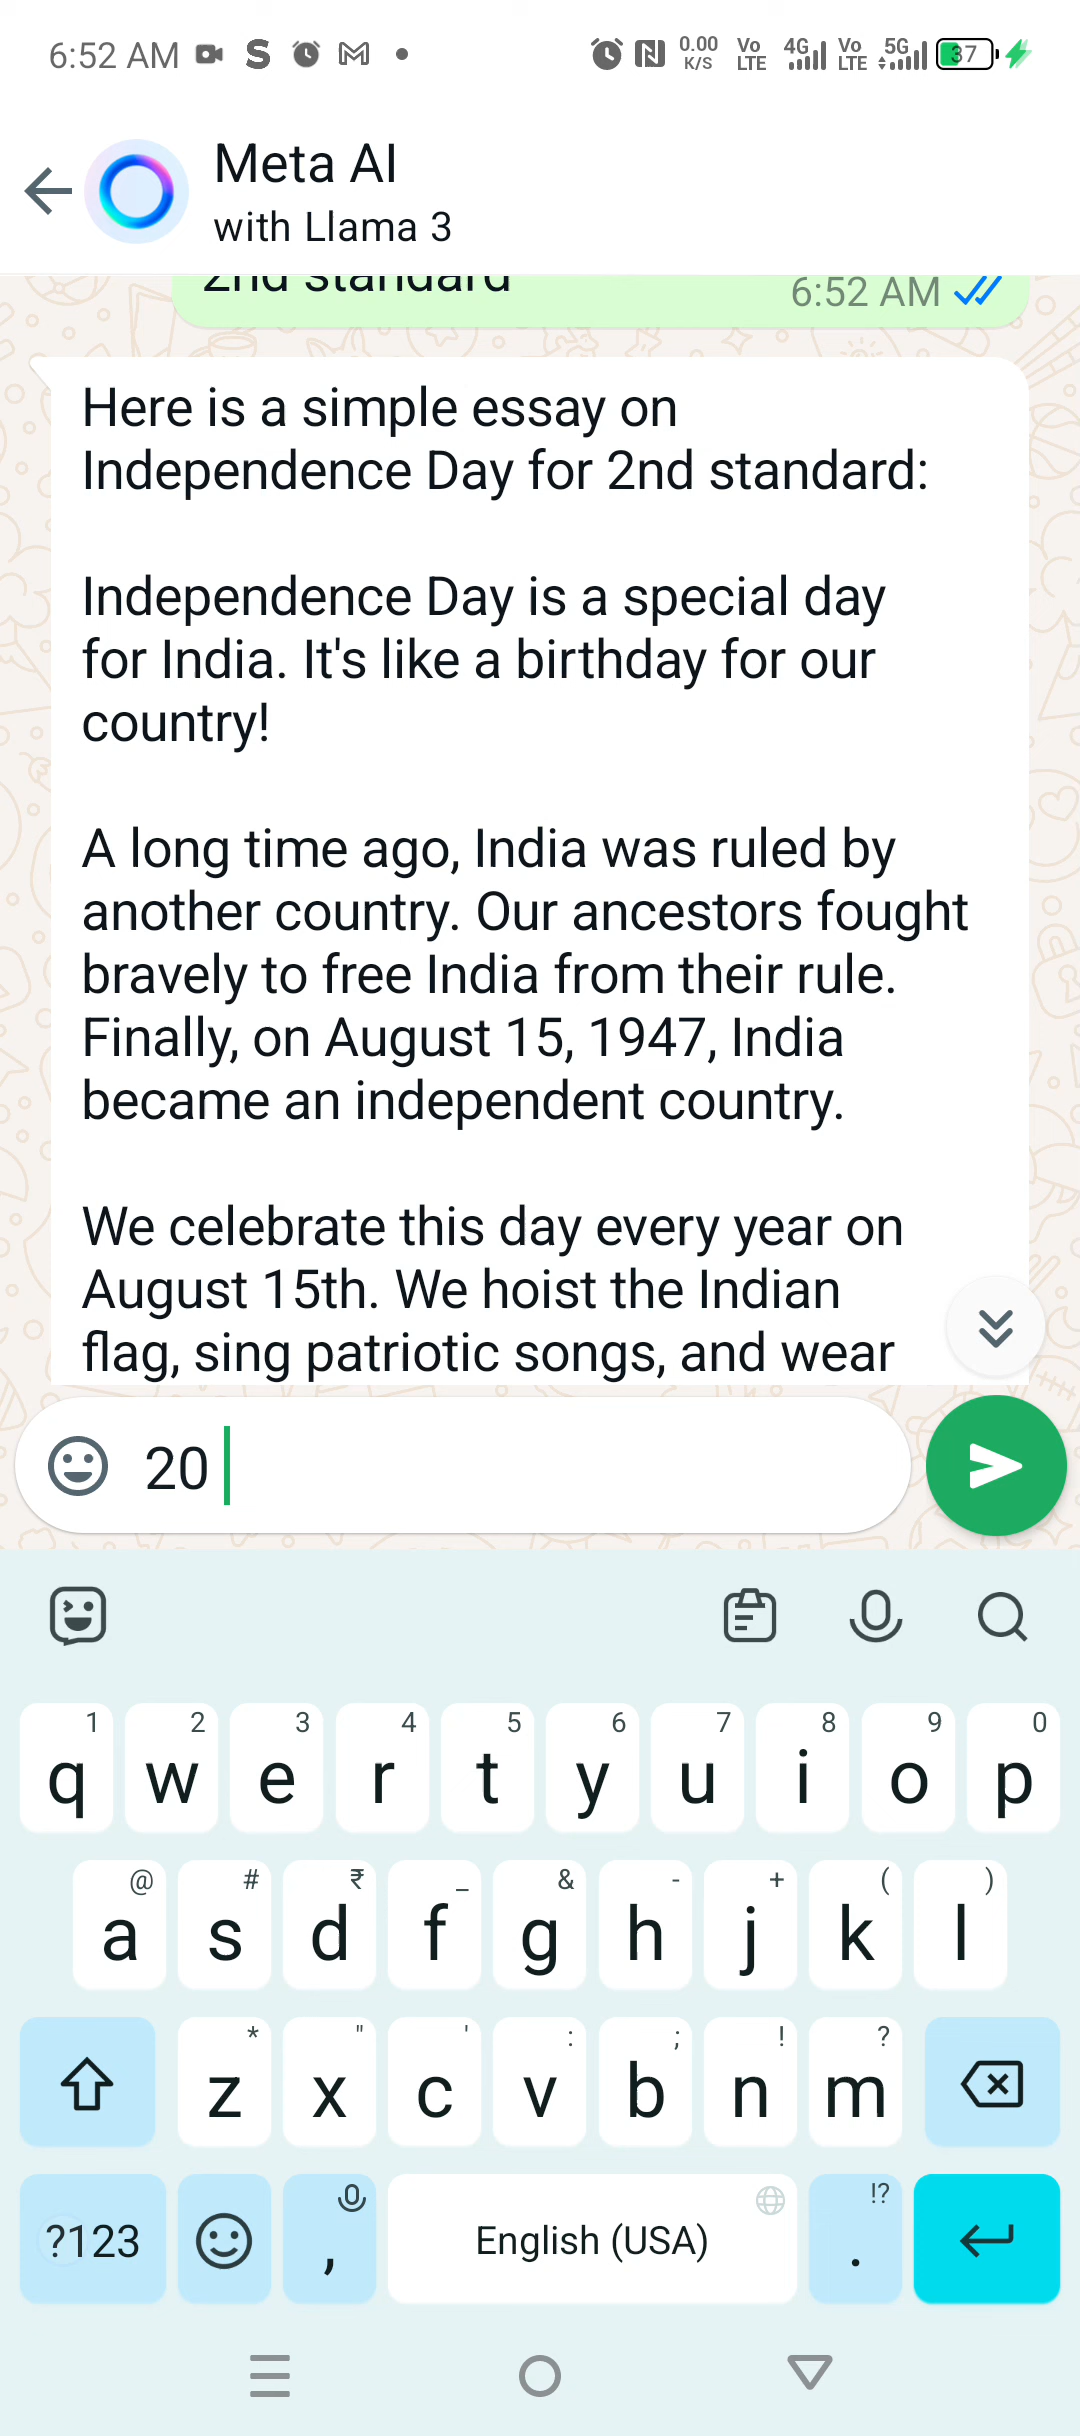 6:52 AM S 0.00 K/S Vo LTE 4G Vo LTE 5G 37
Meta AI
with Llama 3
2nd standard
6:52 AM
Here is a simple essay on
Independence Day for 2nd standard:
Independence Day is a special day
for India. It's like a birthday for our
country!
A long time ago, India was ruled by
another country. Our ancestors fought
bravely to free India from their rule.
Finally, on August 15, 1947, India
became an independent country.
We celebrate this day every year on
August 15th. We hoist the Indian
flag, sing patriotic songs, and wear
20
1 2 3 4 5 6 7 8 9 0
q w e r t y u i o p
@ # ₹ _ & - + ( )
a s d f g h j k l
* " ' : ; ! ?
z x c v b n m
!?
?123 , English (USA) .